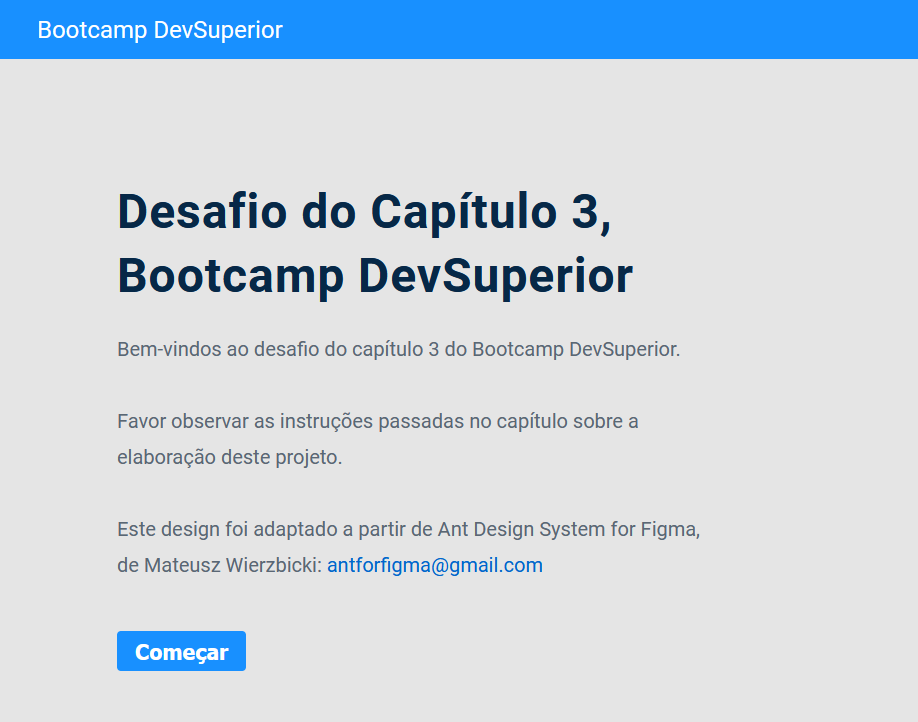 Bootcamp DevSuperior
Desafio do Capítulo 3,
Bootcamp DevSuperior
Bem-vindos ao desafio do capítulo 3 do Bootcamp DevSuperior.
Favor observar as instruções passadas no capítulo sobre a
elaboração deste projeto.
Este design foi adaptado a partir de Ant Design System for Figma,
de Mateusz Wierzbicki: antforfigma@gmail.com
Começar